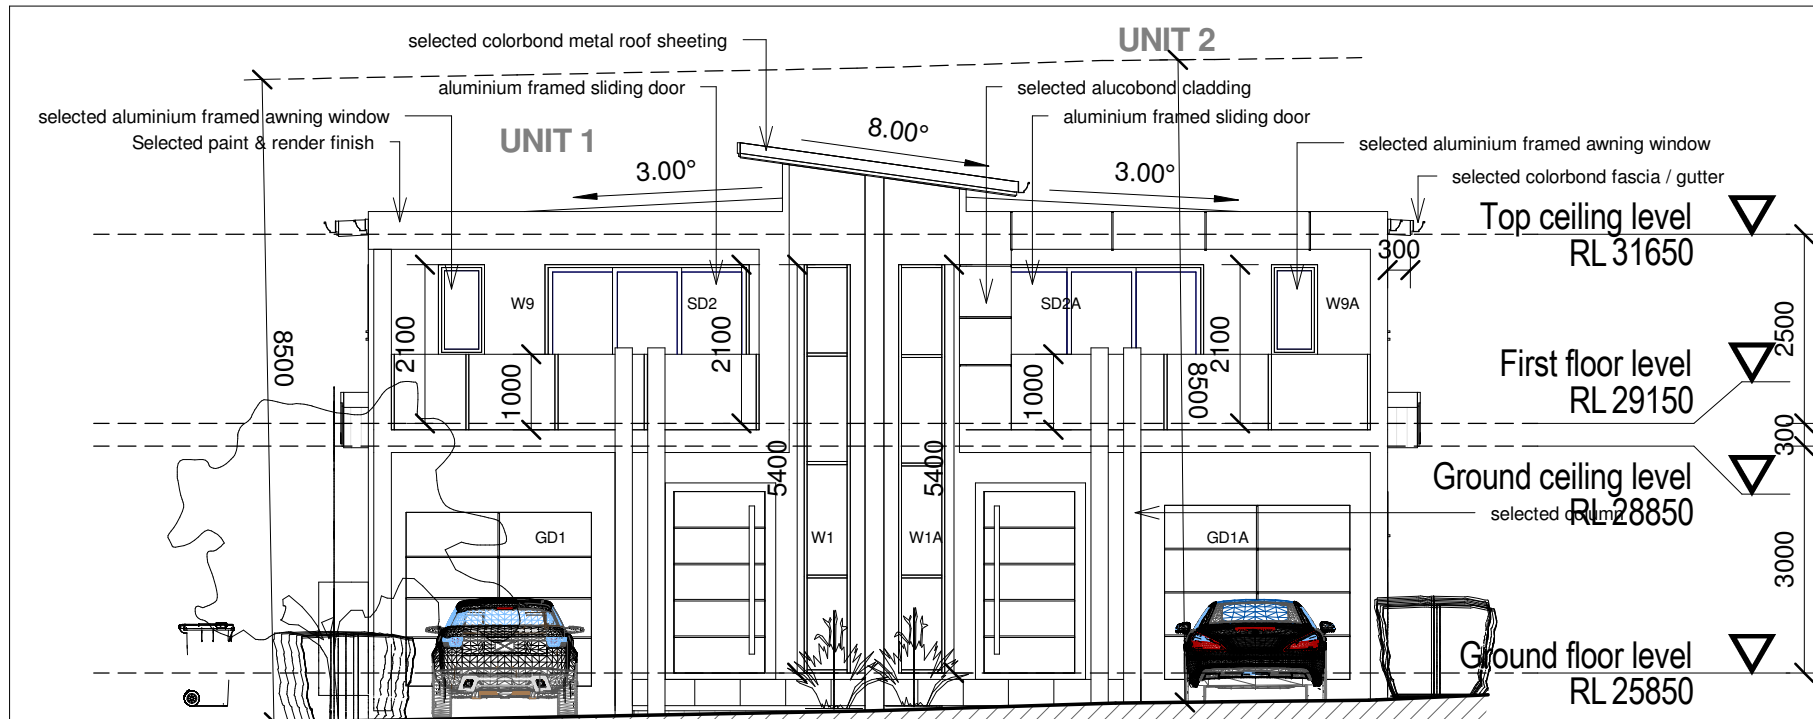 UNIT 2
selected colorbond metal roof sheeting
aluminium framed sliding door
selected alucobond cladding
selected aluminium framed awning window
aluminium framed sliding door
Selected paint & render finish
UNIT 1
8.00°
selected aluminium framed awning window
3.00°
3.00°
selected colorbond fascia / gutter
Top ceiling level
RL 31650
300
W9
SD2
SD2A
W9A
8500
2100
1000
2100
1000
8500
2100
2500
First floor level
RL 29150
300
5400
5400
Ground ceiling level
RL 28850
selected column
GD1
W1
W1A
GD1A
3000
Ground floor level
RL 25850